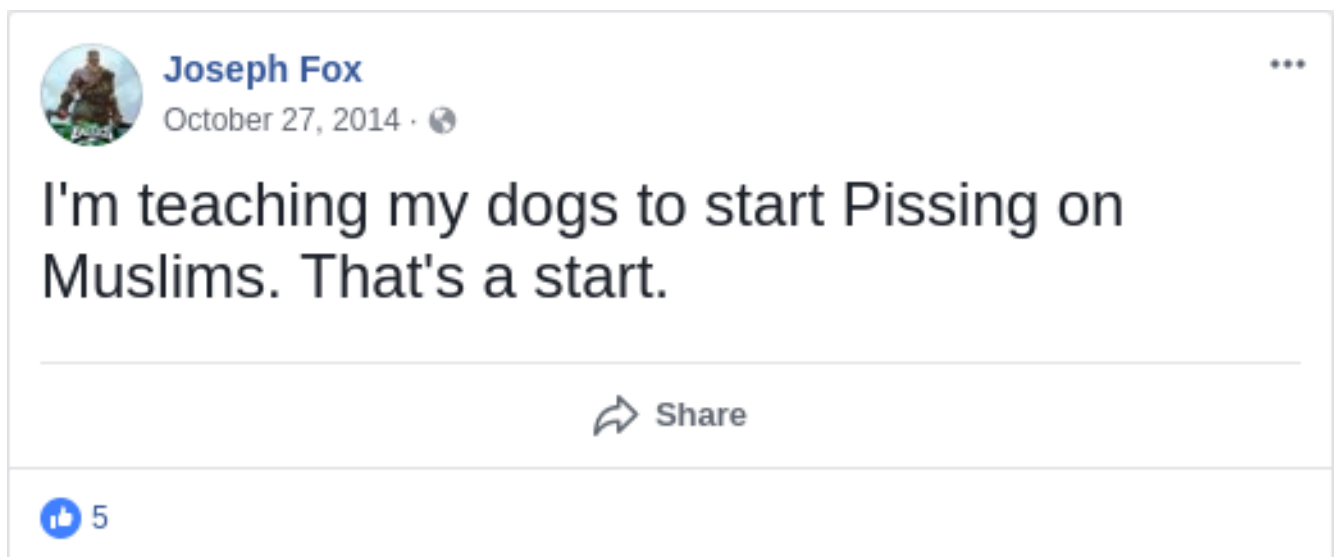 Joseph Fox
October 27, 2014 ·
I'm teaching my dogs to start Pissing on
Muslims. That's a start.
Share
5